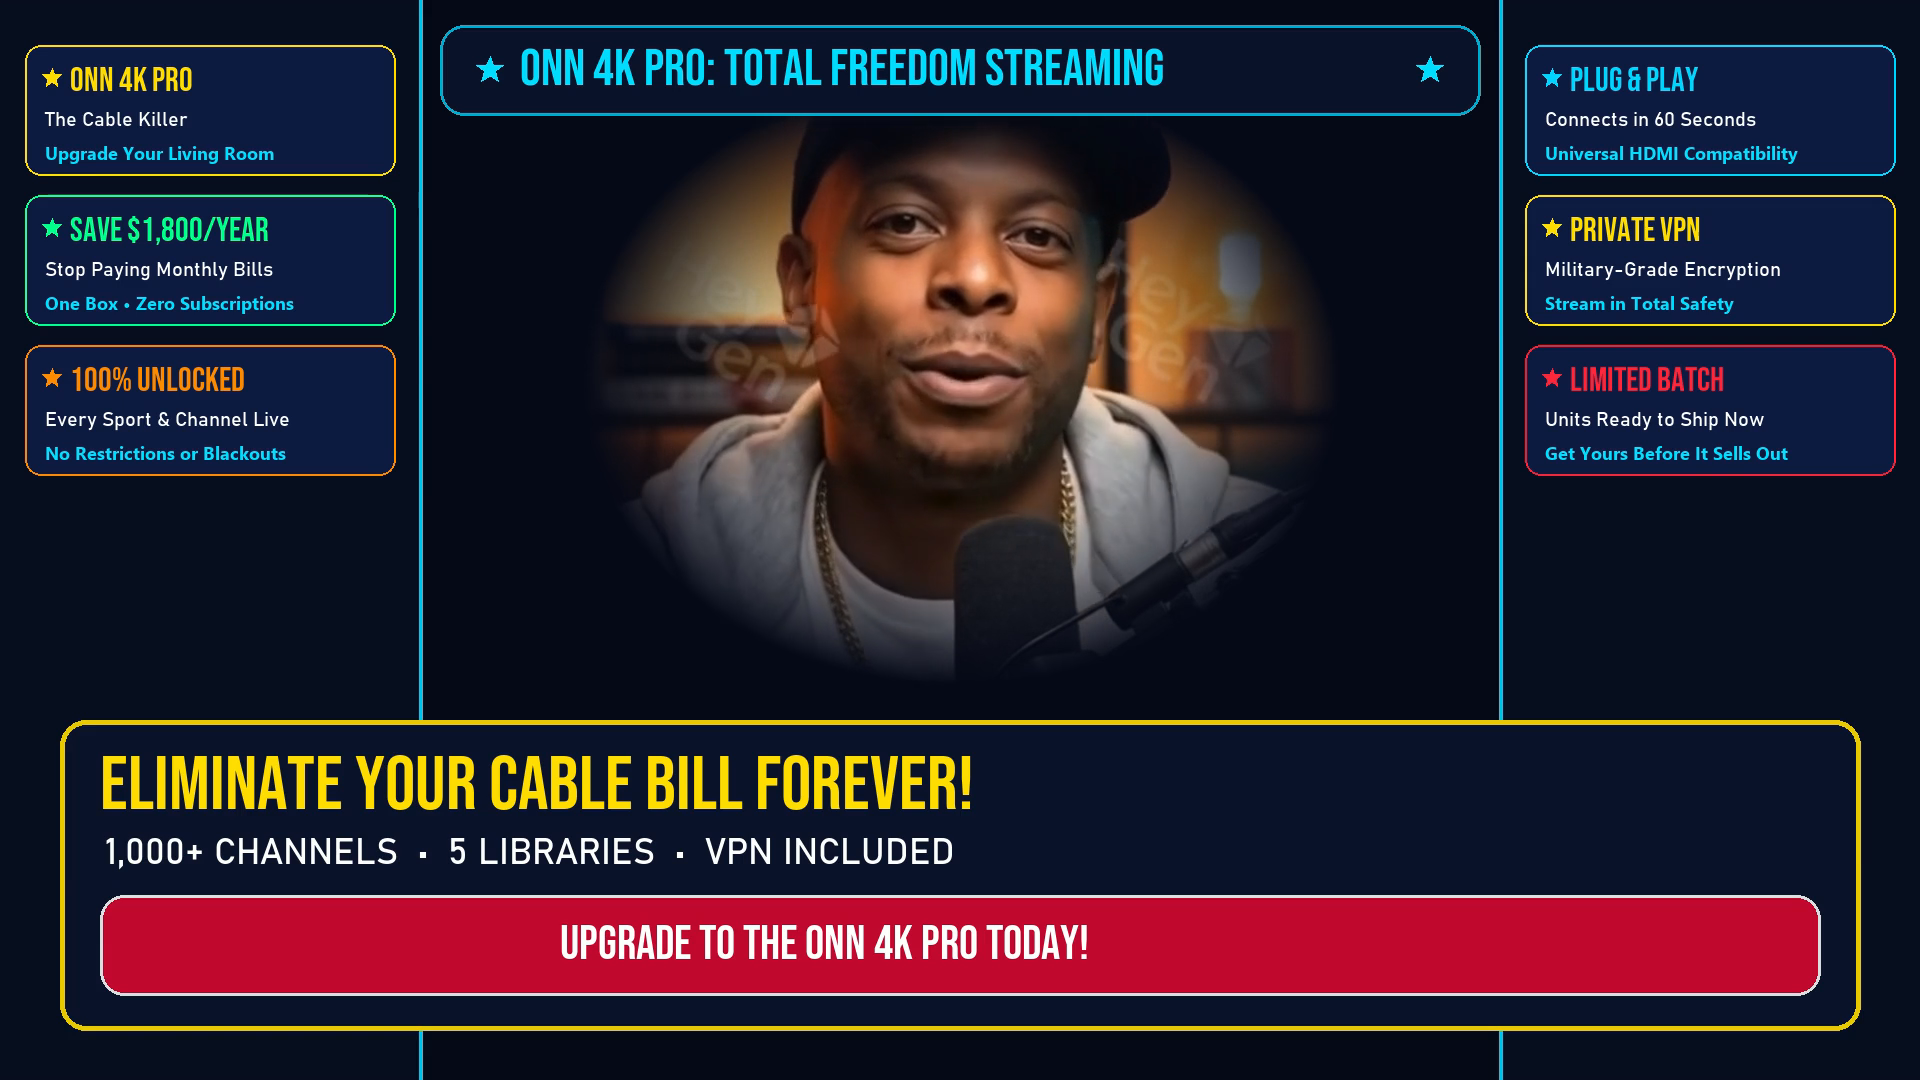 ONN 4K PRO
The Cable Killer
Upgrade Your Living Room
SAVE $1,800/YEAR
Stop Paying Monthly Bills
One Box • Zero Subscriptions
100% UNLOCKED
Every Sport & Channel Live
No Restrictions or Blackouts
ONN 4K PRO: TOTAL FREEDOM STREAMING
HeyGen
HeyGen
PLUG & PLAY
Connects in 60 Seconds
Universal HDMI Compatibility
PRIVATE VPN
Military-Grade Encryption
Stream in Total Safety
LIMITED BATCH
Units Ready to Ship Now
Get Yours Before It Sells Out
ELIMINATE YOUR CABLE BILL FOREVER!
1,000+ CHANNELS · 5 LIBRARIES · VPN INCLUDED
UPGRADE TO THE ONN 4K PRO TODAY!